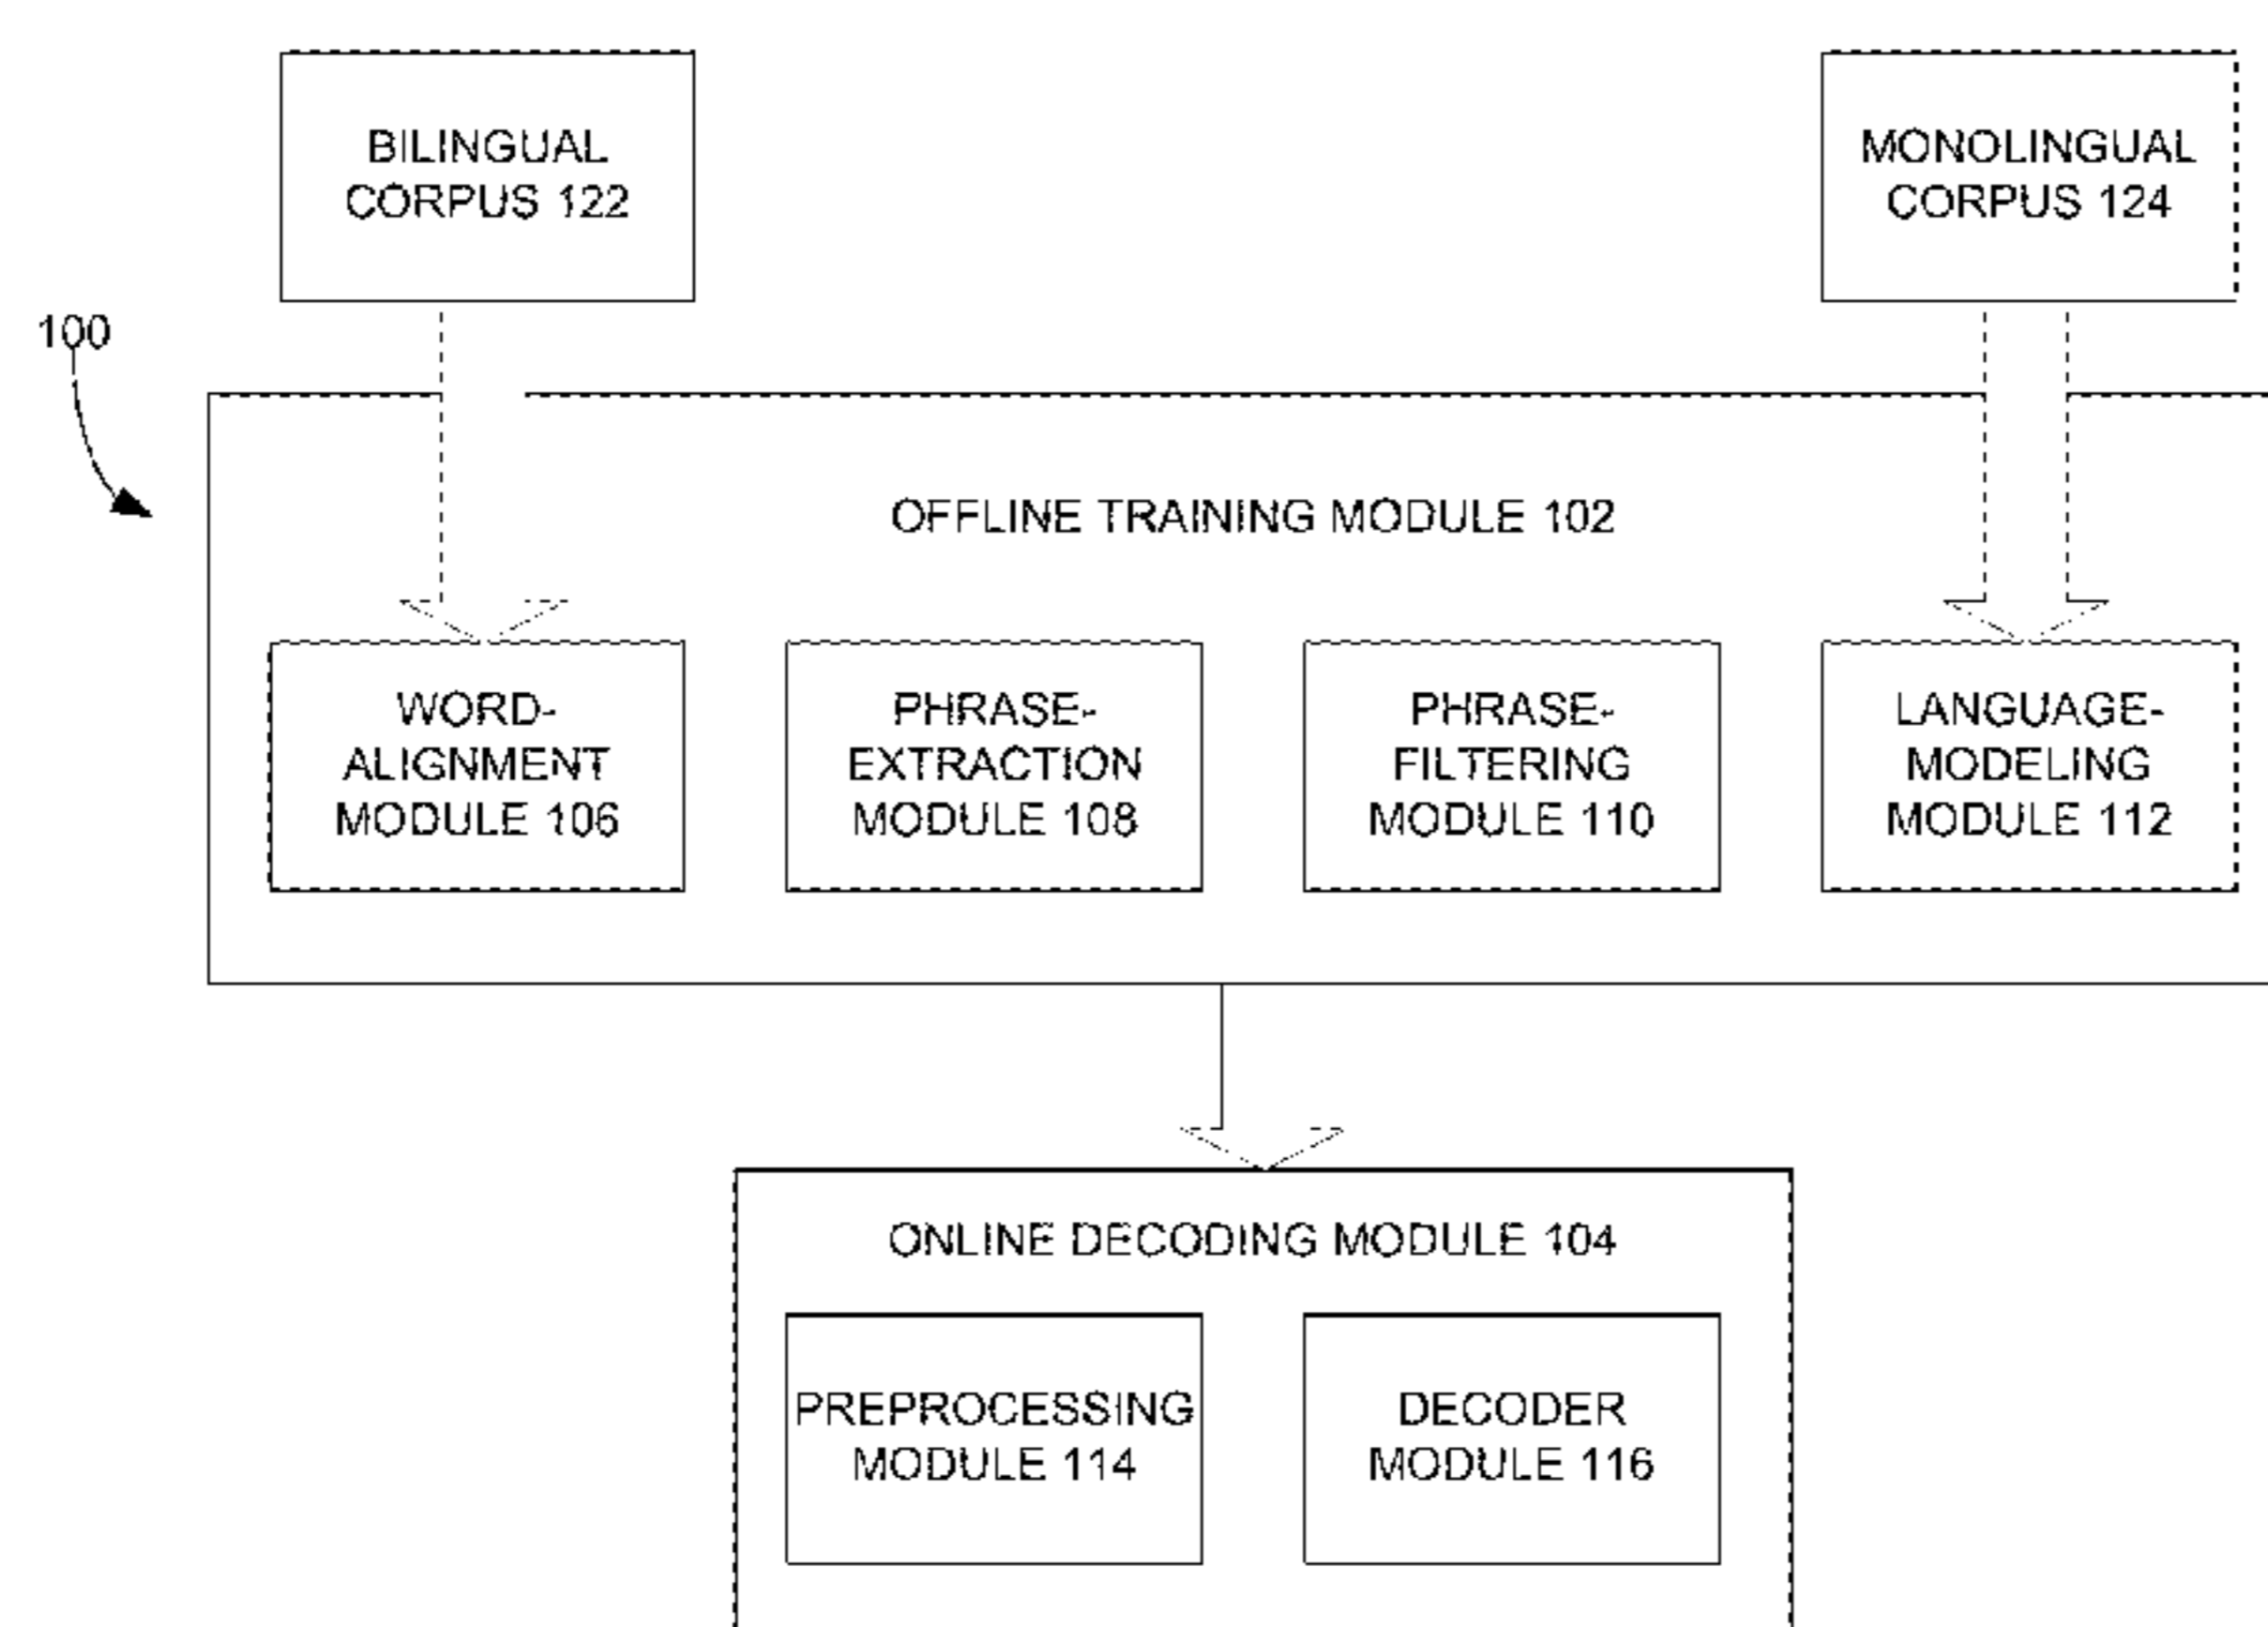 BILINGUAL
CORPUS 122
MONOLINGUAL
CORPUS 124
100
OFFLINE TRAINING MODULE 102
WORD-
ALIGNMENT
MODULE 106
PHRASE-
EXTRACTION
MODULE 108
PHRASE-
FILTERING
MODULE 110
LANGUAGE-
MODELING
MODULE 112
ONLINE DECODING MODULE 104
PREPROCESSING
MODULE 114
DECODER
MODULE 116